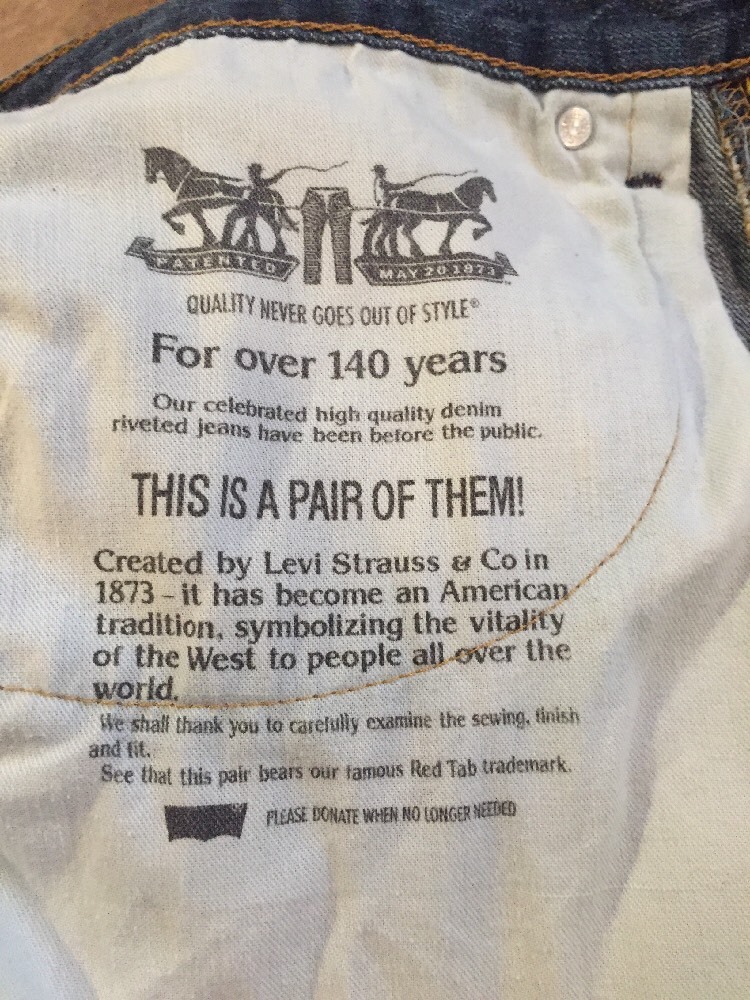 PATENTED MAY 20 1873
QUALITY NEVER GOES OUT OF STYLE®
For over 140 years
Our celebrated high quality denim
riveted jeans have been before the public.
THIS IS A PAIR OF THEM!
Created by Levi Strauss & Co in
1873 - it has become an American
tradition, symbolizing the vitality
of the West to people all over the
world.
We shall thank you to carefully examine the sewing, finish
and fit.
See that this pair bears our famous Red Tab trademark.
PLEASE DONATE WHEN NO LONGER NEEDED